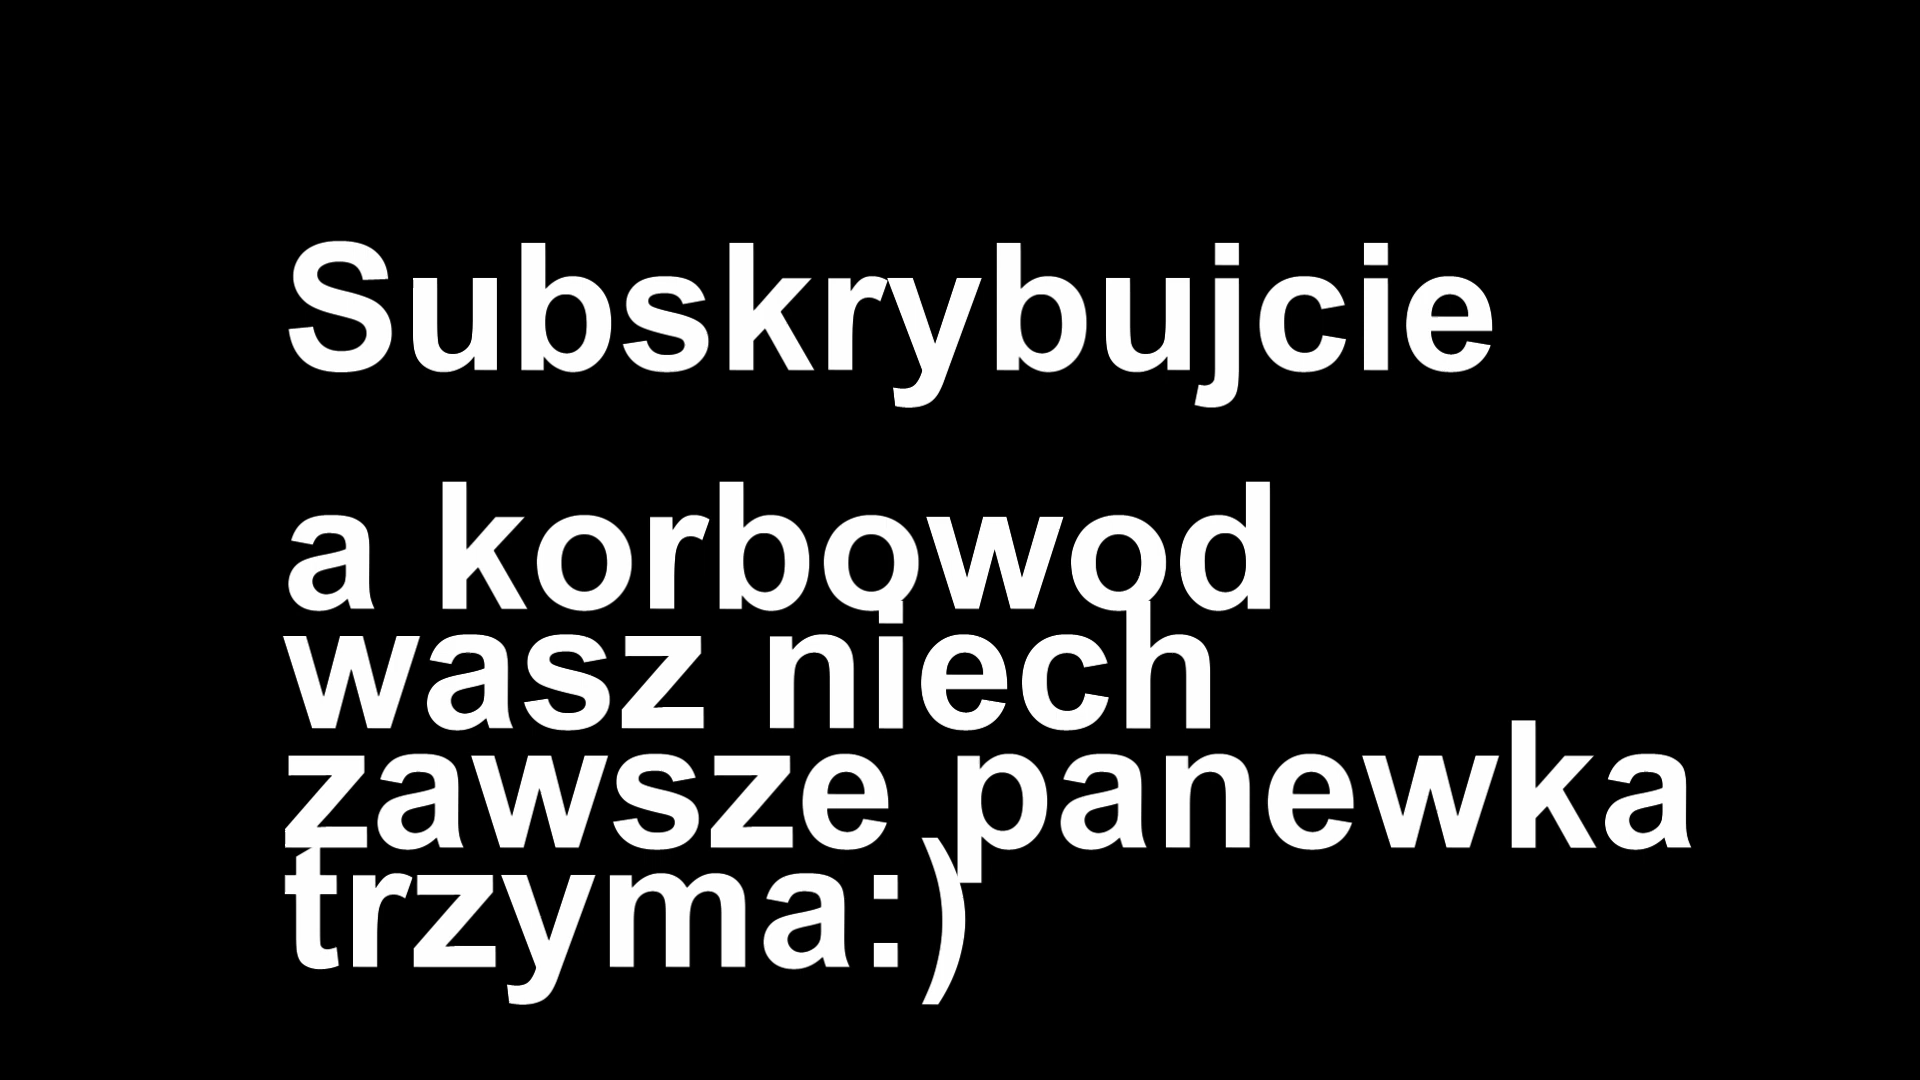 Subskrybujcie
a korbowod
wasz niech
zawsze panewka
trzyma:)